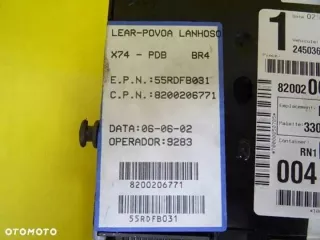 LEAR-POVOA LANHOSO
X74 - PDB BR4
E.P.N.:55RDFB031
C.P.N.:8200206771
DATA:06-06-02
OPERADOR:9283
8200206771
55RDFB031
1
245036
82002
330
RN1
004
OTOMOTO